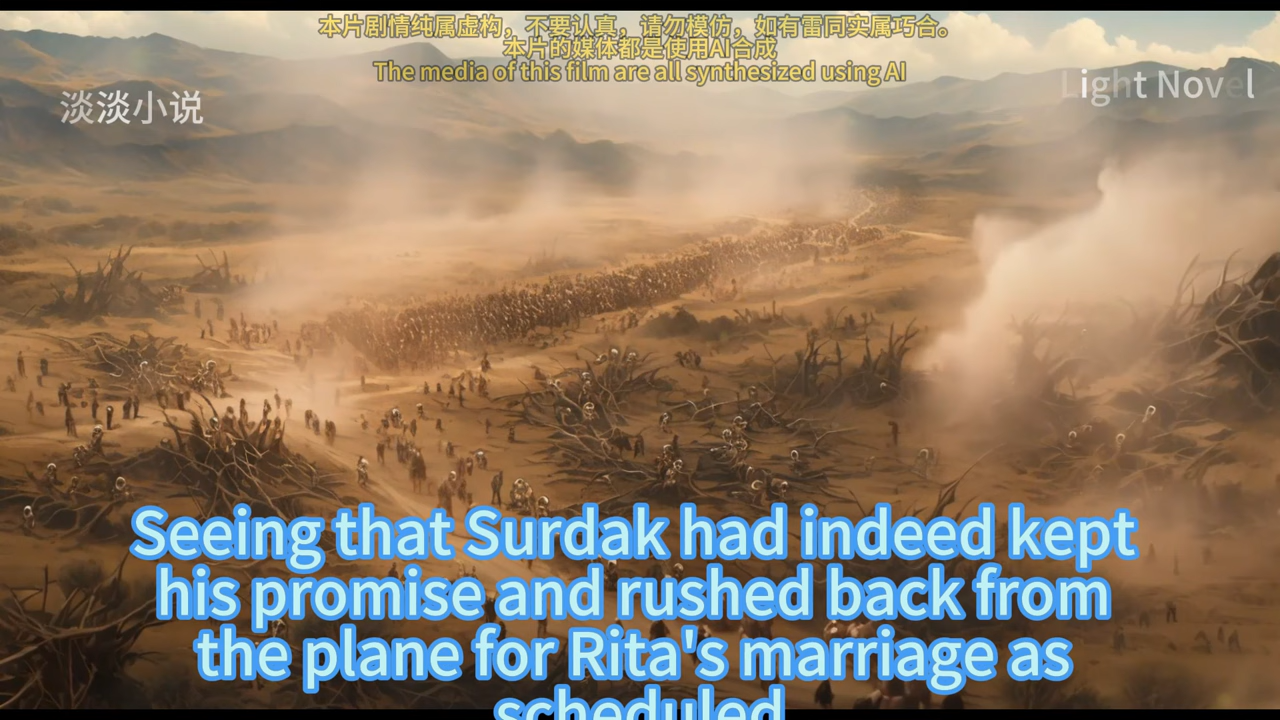 本片剧情纯属虚构，不要认真，请勿模仿，如有雷同实属巧合。
本片的媒体都是使用AI合成
The media of this film are all synthesized using AI
淡淡小说
Light Novel
Seeing that Surdak had indeed kept
his promise and rushed back from
the plane for Rita's marriage as
scheduled